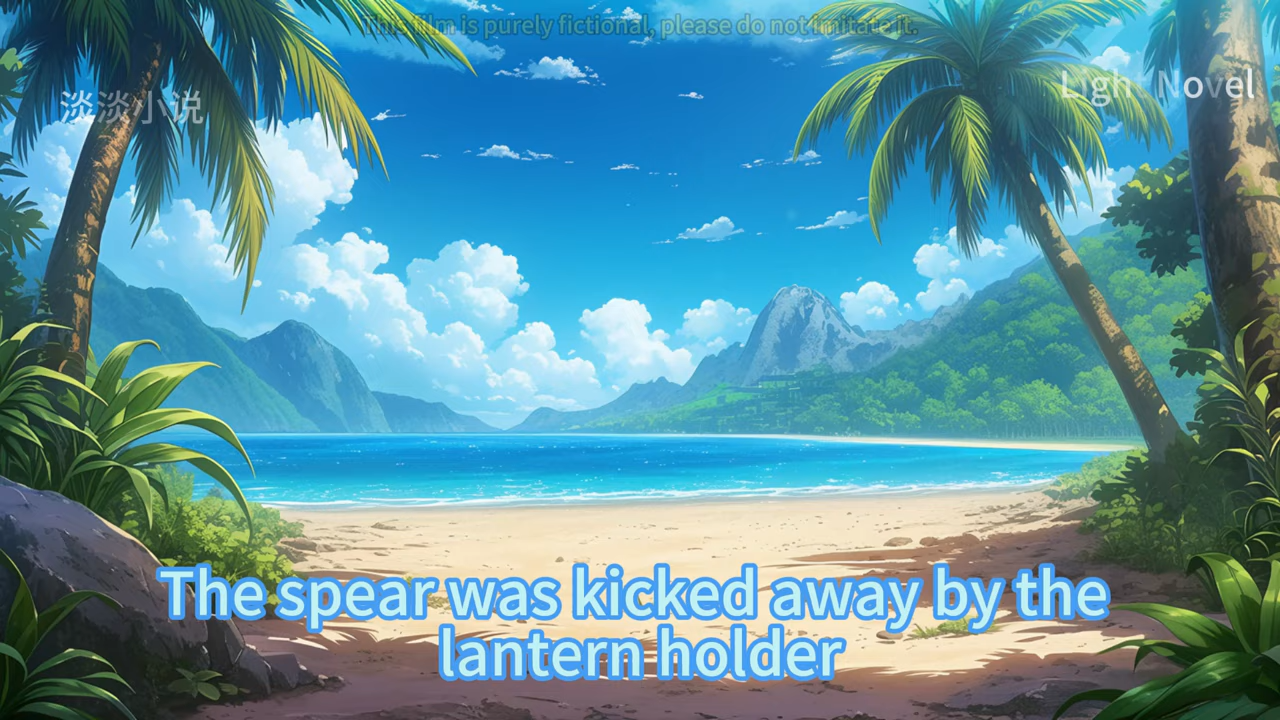 This film is purely fictional, please do not imitate it.
淡淡小说
Light Novel
The spear was kicked away by the
lantern holder